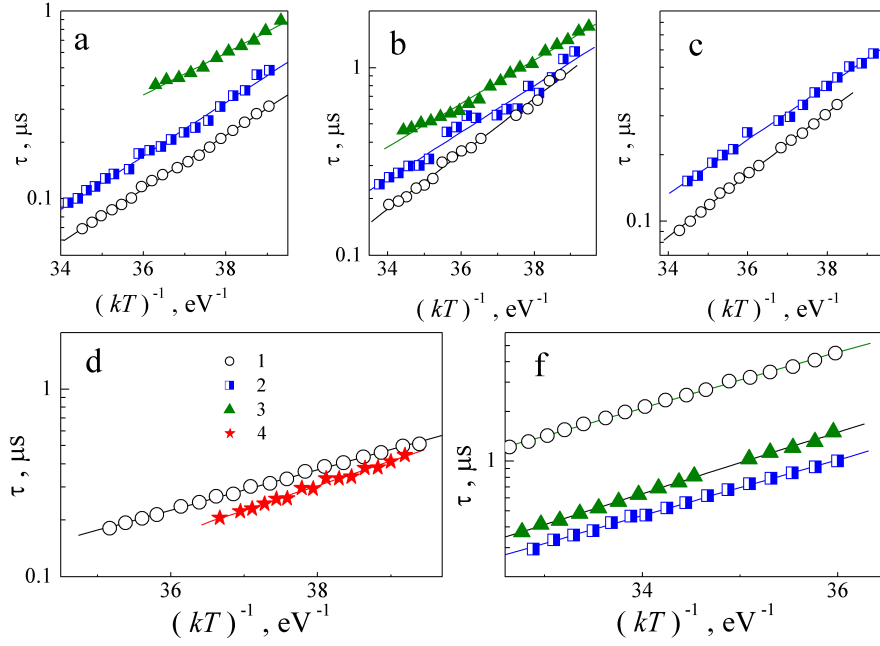 a
1
τ , μs
0.1
34 36 38
(kT)⁻¹ , eV⁻¹
b
1
τ , μs
0.1
34 36 38
(kT)⁻¹ , eV⁻¹
c
1
τ , μs
0.1
34 36 38
(kT)⁻¹ , eV⁻¹
d
1
2
3
4
1
τ , μs
0.1
36 38
(kT)⁻¹ , eV⁻¹
f
1
τ , μs
34 36
(kT)⁻¹ , eV⁻¹